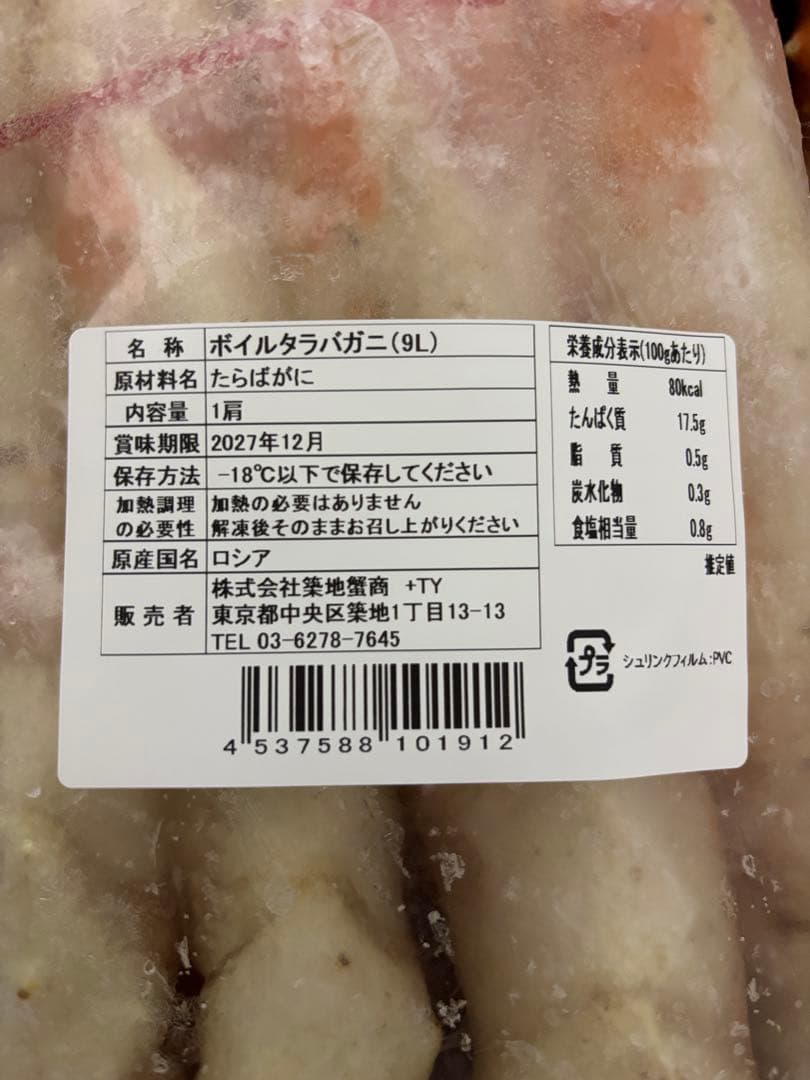 名 称 ボイルタラバガニ(9L)
原材料名 たらばがに
内容量 1肩
賞味期限 2027年12月
保存方法 -18℃以下で保存してください
加熱調理 加熱の必要はありません
の必要性 解凍後そのままお召し上がりください
原産国名 ロシア
株式会社築地蟹商 +TY
販売者 東京都中央区築地1丁目13-13
TEL 03-6278-7645
4 537588 101912
栄養成分表示(100gあたり)
熱 量 80kcal
たんぱく質 17.5g
脂 質 0.5g
炭水化物 0.3g
食塩相当量 0.8g
推定値
プラ シュリンクフィルム:PVC